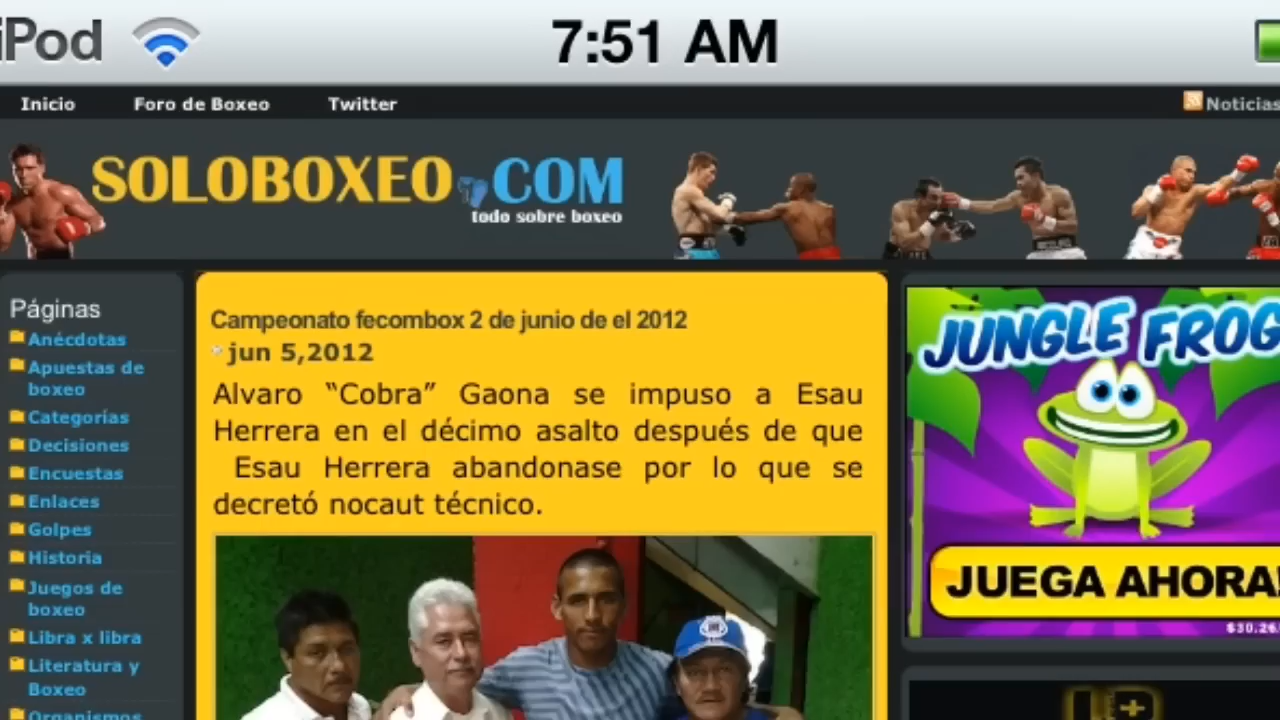 iPod
7:51 AM
Inicio
Foro de Boxeo
Twitter
Noticias
SOLOBOXEO.COM
todo sobre boxeo
Páginas
Anécdotas
Apuestas de
boxeo
Categorías
Decisiones
Encuestas
Enlaces
Golpes
Historia
Juegos de
boxeo
Libra x libra
Literatura y
Boxeo
Organismos
Campeonato fecombox 2 de junio de el 2012
jun 5,2012
Alvaro “Cobra” Gaona se impuso a Esau
Herrera en el décimo asalto después de que
Esau Herrera abandonase por lo que se
decretó nocaut técnico.
JUNGLE FROG
JUEGA AHORA!